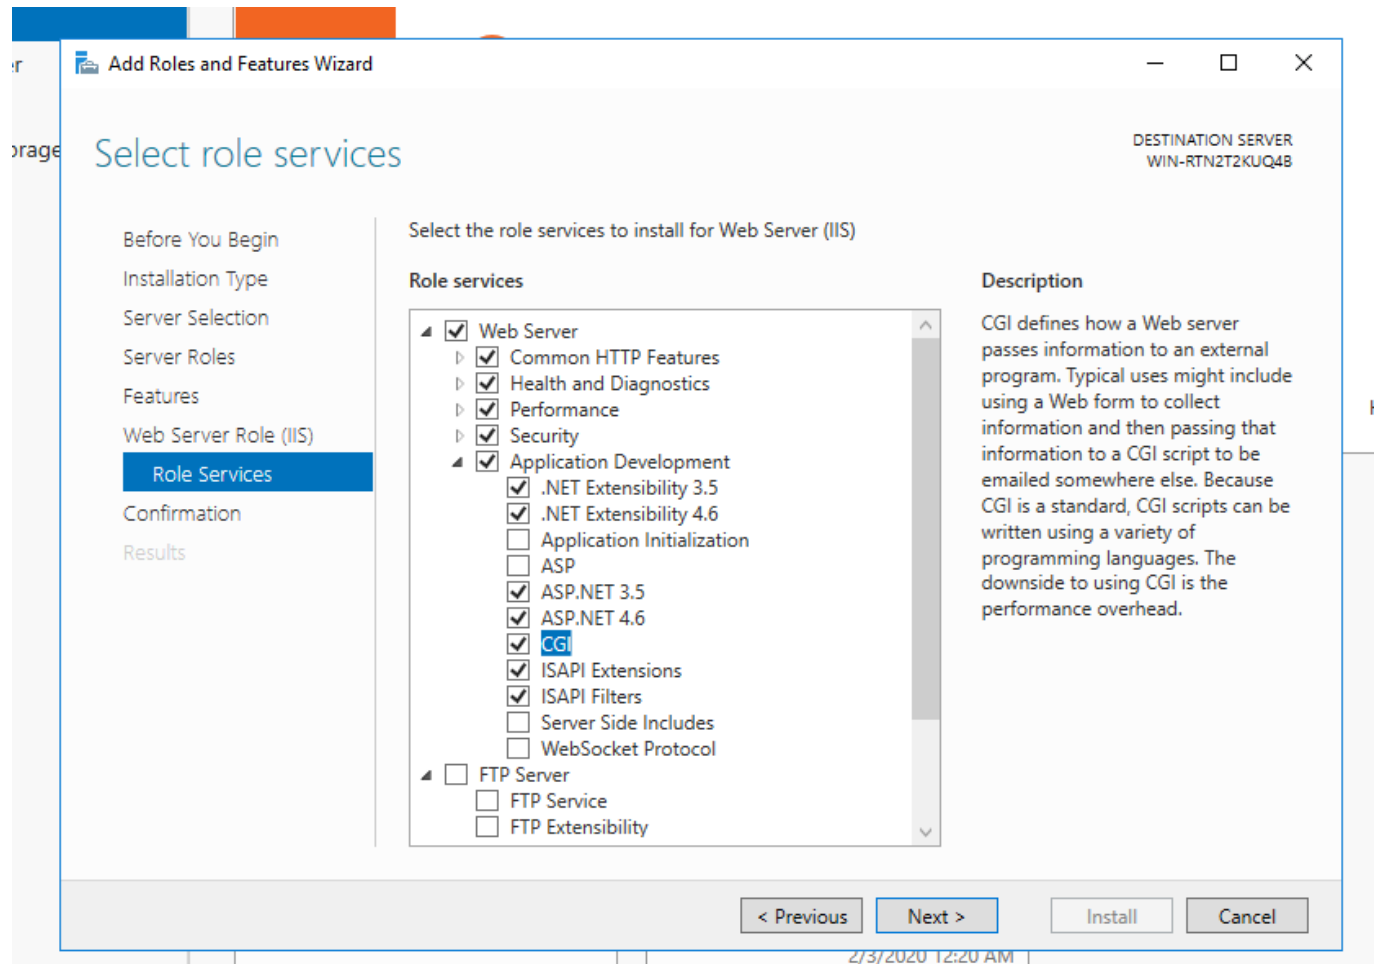 er
orage
Add Roles and Features Wizard
Select role services
DESTINATION SERVER
WIN-RTN2T2KUQ4B
Before You Begin
Installation Type
Server Selection
Server Roles
Features
Web Server Role (IIS)
Role Services
Confirmation
Results
Select the role services to install for Web Server (IIS)
Role services
Web Server
Common HTTP Features
Health and Diagnostics
Performance
Security
Application Development
.NET Extensibility 3.5
.NET Extensibility 4.6
Application Initialization
ASP
ASP.NET 3.5
ASP.NET 4.6
CGI
ISAPI Extensions
ISAPI Filters
Server Side Includes
WebSocket Protocol
FTP Server
FTP Service
FTP Extensibility
Description
CGI defines how a Web server
passes information to an external
program. Typical uses might include
using a Web form to collect
information and then passing that
information to a CGI script to be
emailed somewhere else. Because
CGI is a standard, CGI scripts can be
written using a variety of
programming languages. The
downside to using CGI is the
performance overhead.
< Previous
Next >
Install
Cancel
2/3/2020 12:20 AM